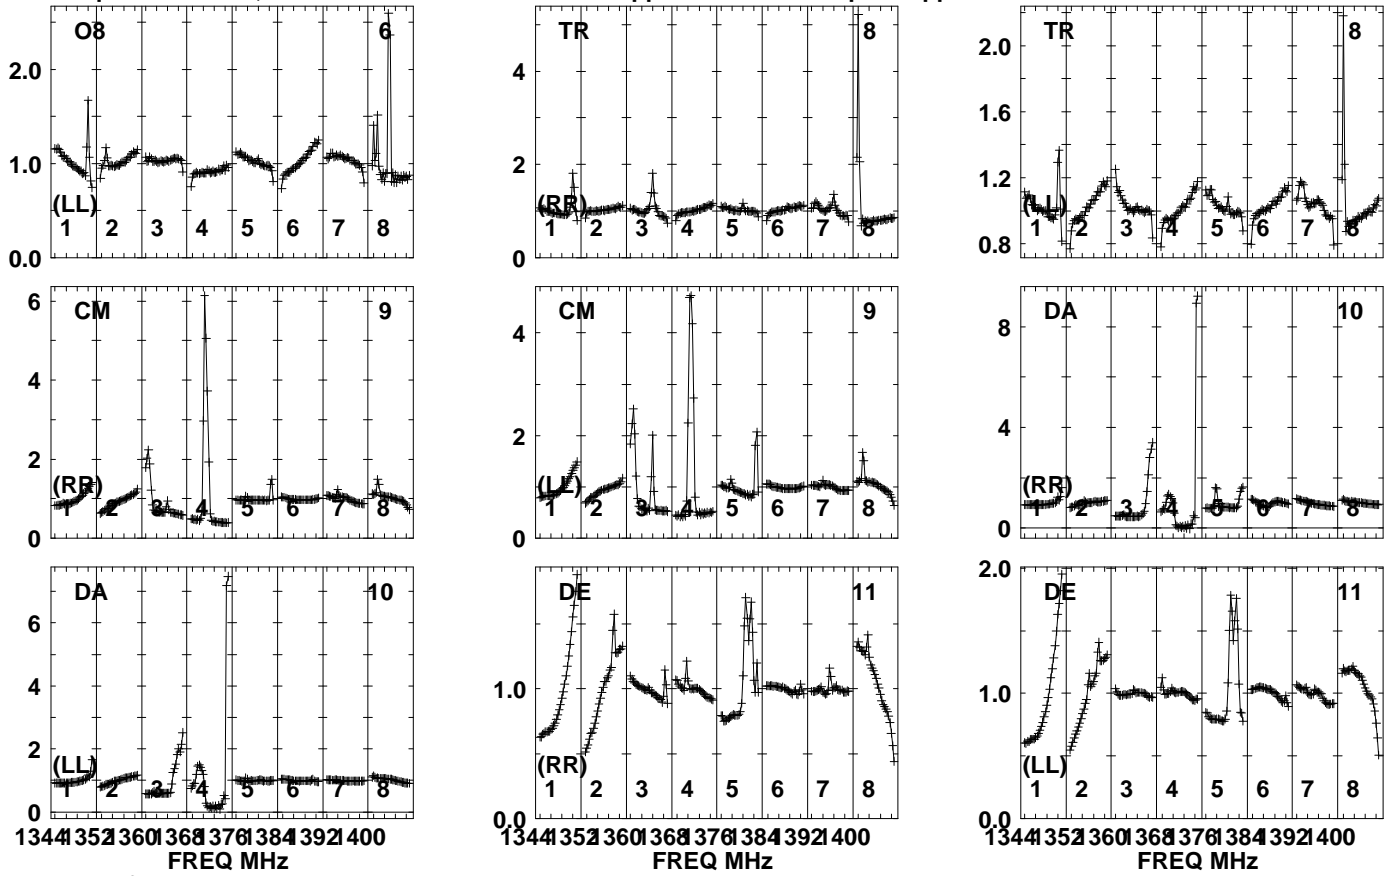 O8 6
2.0
1.0
0.0
(LL)
1 2 3 4 5 6 7 8
TR 8
4
2
0
(RR)
1 2 3 4 5 6 7 8
TR 8
2.0
1.6
1.2
0.8
(LL)
1 2 3 4 5 6 7 8
CM 9
6
4
2
0
(RR)
1 2 3 4 5 6 7 8
CM 9
4
2
0
(LL)
1 2 3 4 5 6 7 8
DA 10
8
4
0
(RR)
1 2 3 4 5 6 7 8
DA 10
6
4
2
0
(LL)
1 2 3 4 5 6 7 8
1344 1352 1360 1368 1376 1384 1392 1400
FREQ MHz
DE 11
1.0
0.0
(RR)
1 2 3 4 5 6 7 8
1344 1352 1360 1368 1376 1384 1392 1400
FREQ MHz
DE 11
2.0
1.0
0.0
(LL)
1 2 3 4 5 6 7 8
1344 1352 1360 1368 1376 1384 1392 1400
FREQ MHz